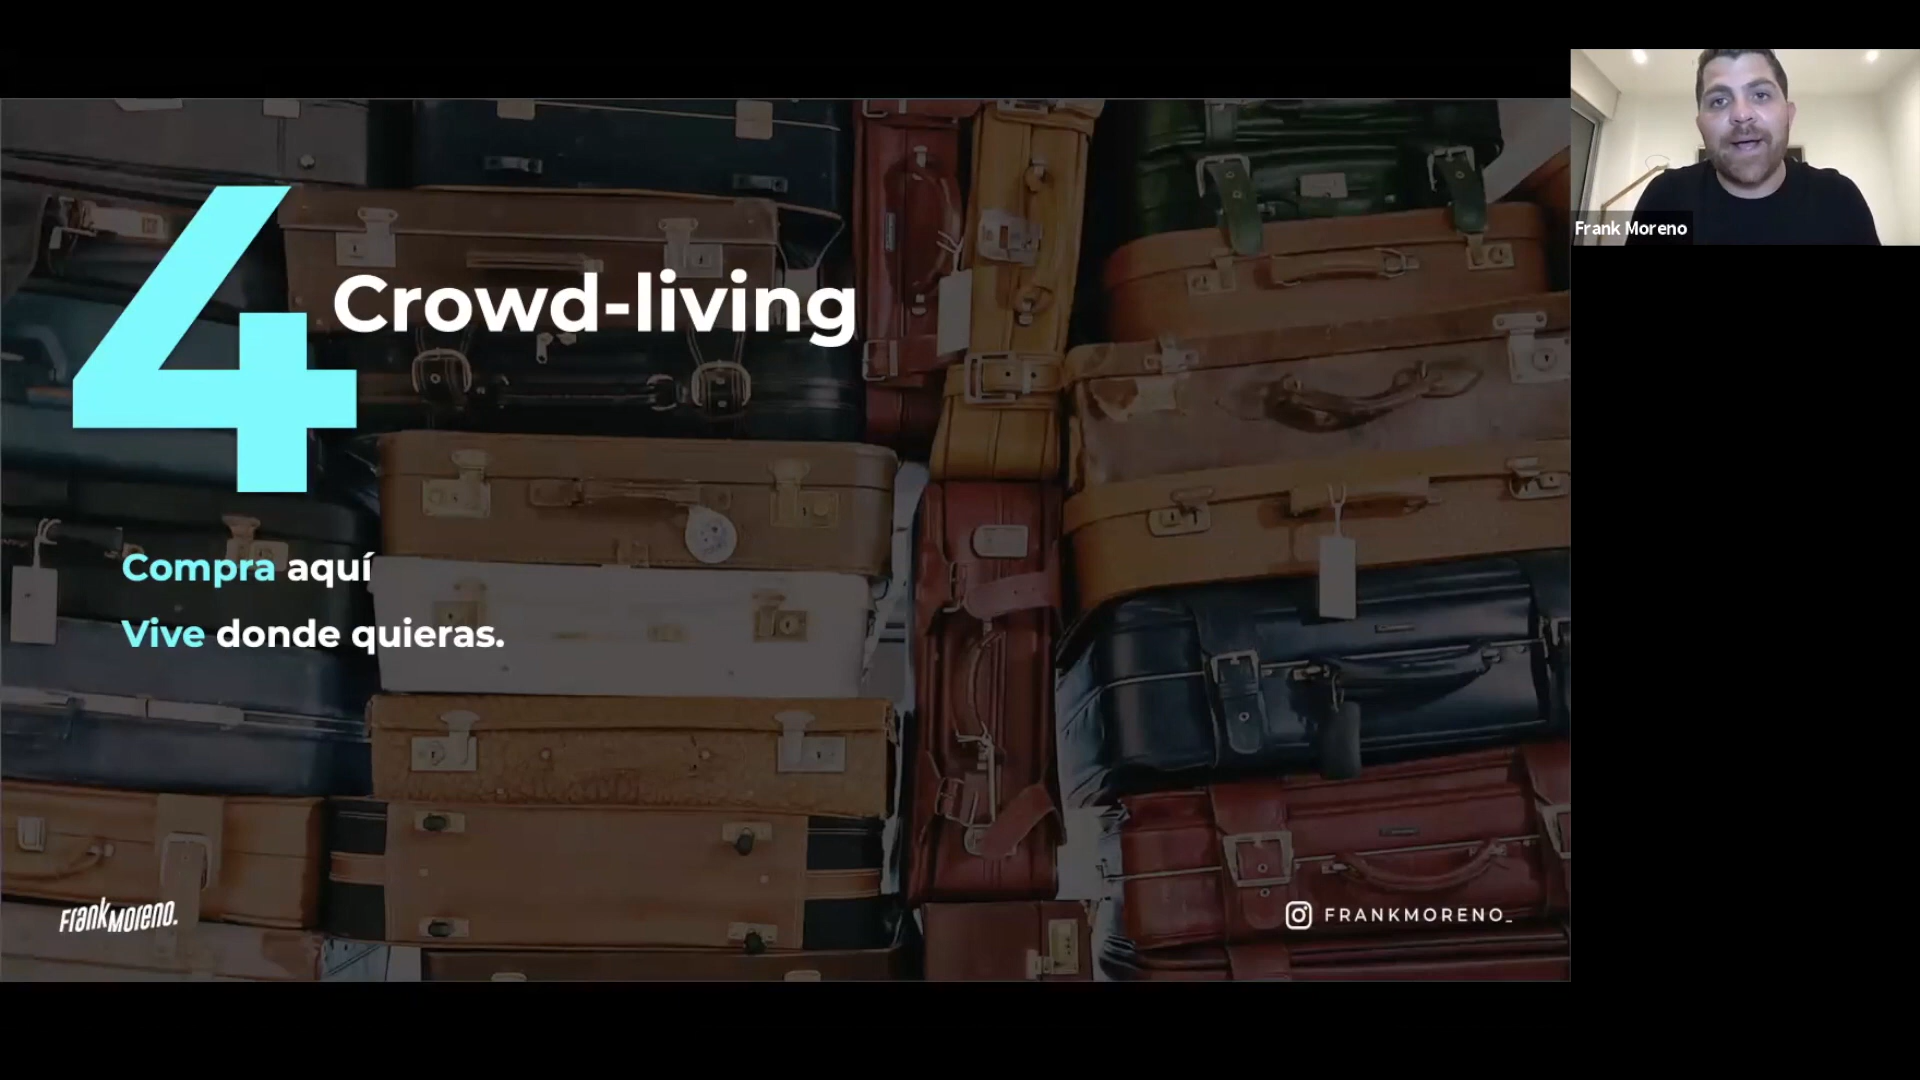 4
Crowd-living
Compra aquí
Vive donde quieras.
FrankMoreno.
FRANKMORENO_
Frank Moreno